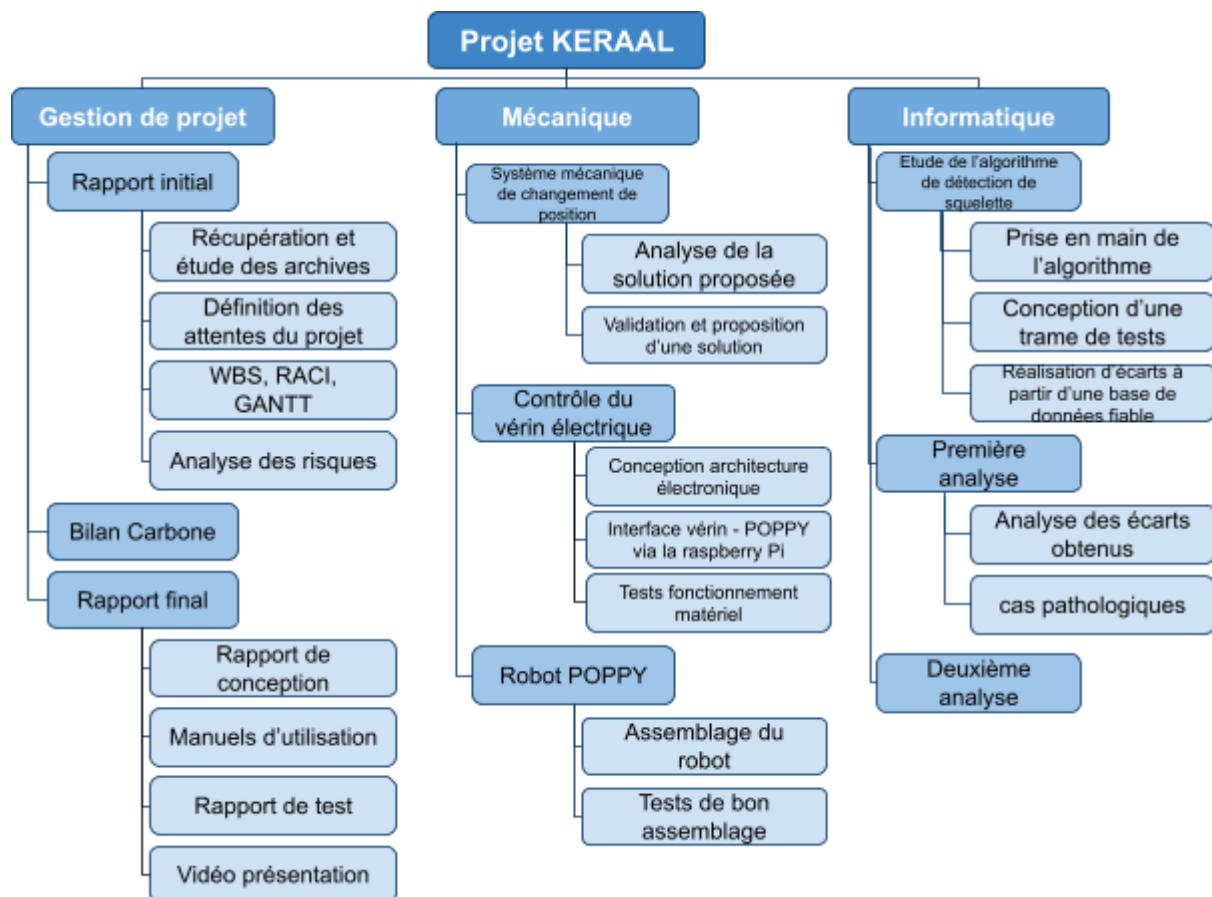 Projet KERAAL
Gestion de projet
Rapport initial
Récupération et
étude des archives
Définition des
attentes du projet
WBS, RACI,
GANTT
Analyse des risques
Bilan Carbone
Rapport final
Rapport de
conception
Manuels d'utilisation
Rapport de test
Vidéo présentation
Mécanique
Système mécanique
de changement de
position
Analyse de la
solution proposée
Validation et proposition
d'une solution
Contrôle du
vérin électrique
Conception architecture
électronique
Interface vérin - POPPY
via la raspberry Pi
Tests fonctionnement
matériel
Robot POPPY
Assemblage du
robot
Tests de bon
assemblage
Informatique
Etude de l'algorithme
de détection de
squelette
Prise en main de
l'algorithme
Conception d'une
trame de tests
Réalisation d'écarts à
partir d'une base de
données fiable
Première
analyse
Analyse des écarts
obtenus
cas pathologiques
Deuxième
analyse